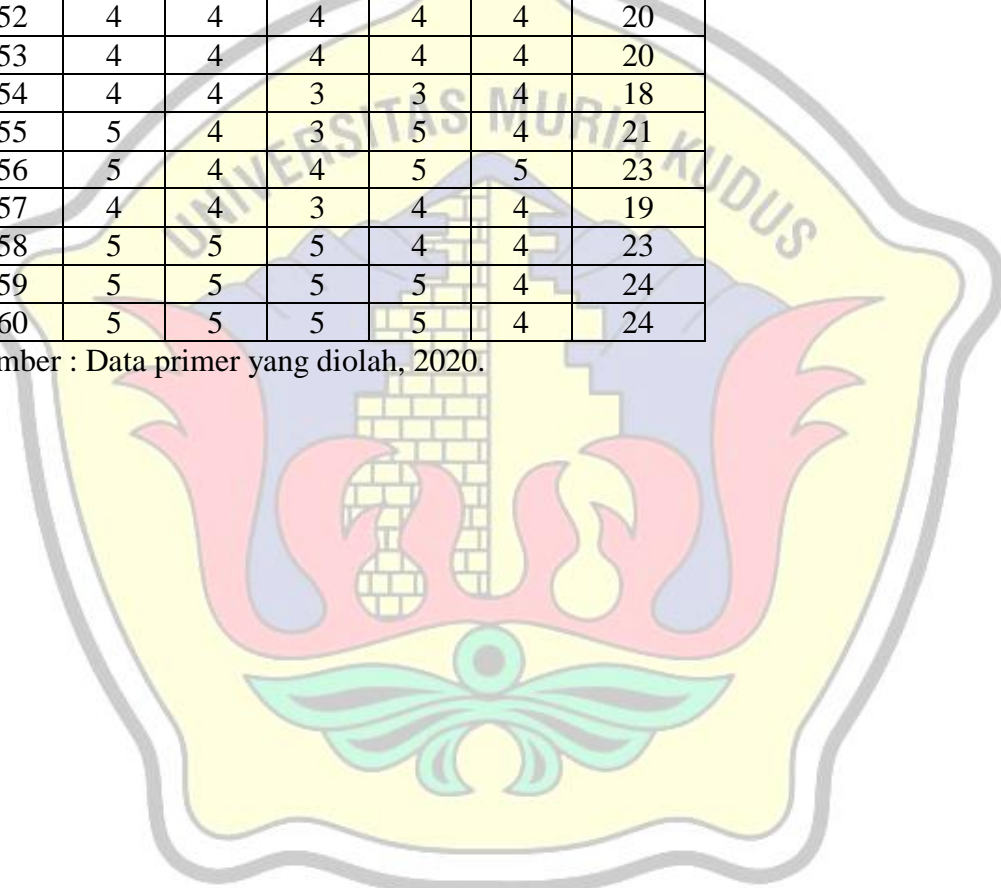 52 4 4 4 4 4 20
53 4 4 4 4 4 20
54 4 4 3 3 4 18
55 5 4 3 5 4 21
56 5 4 4 5 5 23
57 4 4 3 4 4 19
58 5 5 5 4 4 23
59 5 5 5 5 4 24
60 5 5 5 5 4 24
mber : Data primer yang diolah, 2020.
UNIVERSITAS MURIA KUDUS